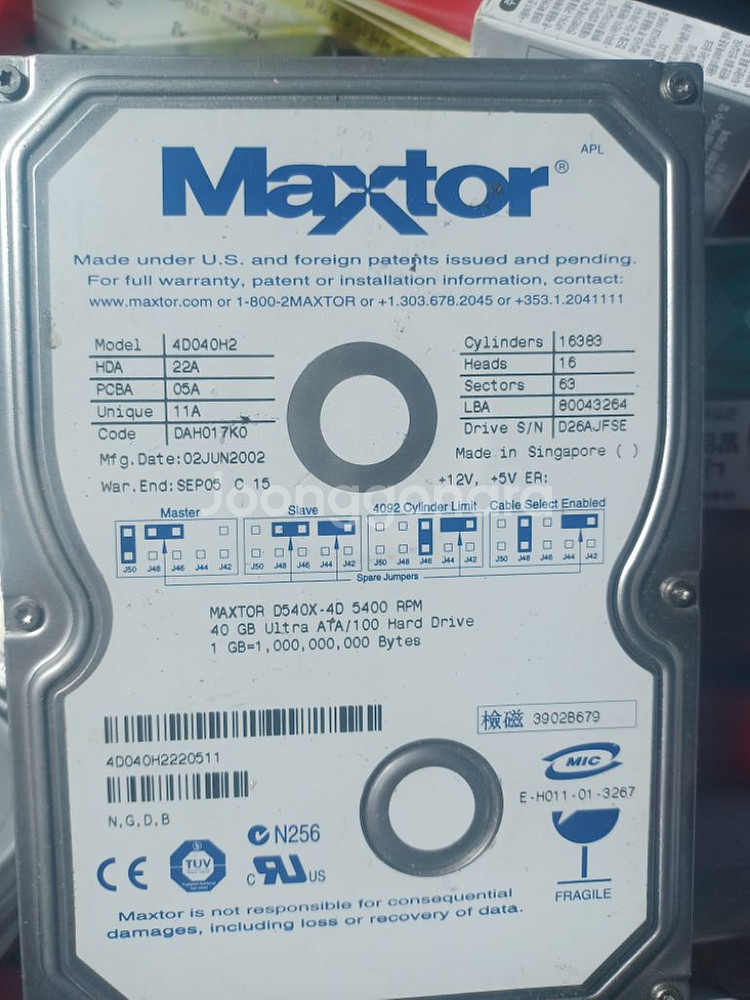 Maxtor®
APL
Made under U.S. and foreign patents issued and pending.
For full warranty, patent or installation information, contact:
www.maxtor.com or 1-800-2MAXTOR or +1.303.678.2045 or +353.1.2041111
Model 4D040H2
HDA 22A
PCBA 05A
Unique 11A
Code DAH017K0
Mfg.Date:02JUN2002
War.End:SEP05 C 15
Cylinders 16383
Heads 16
Sectors 63
LBA 80043264
Drive S/N D26AJFSE
Made in Singapore ( )
+12V, +5V ER:
Joonggonara
Master Slave 4092 Cylinder Limit Cable Select Enabled
J50 J48 J46 J44 J42 J50 J48 J46 J44 J42 J50 J48 J46 J44 J42 J50 J48 J46 J44 J42
Spare Jumpers
MAXTOR D540X-4D 5400 RPM
40 GB Ultra ATA/100 Hard Drive
1 GB=1,000,000,000 Bytes
4D040H2220511
N,G,D,B
檢磁 3902B679
MIC
E-H011-01-3267
N256
CE
TUV
c RU US
FRAGILE
Maxtor is not responsible for consequential
damages, including loss or recovery of data.